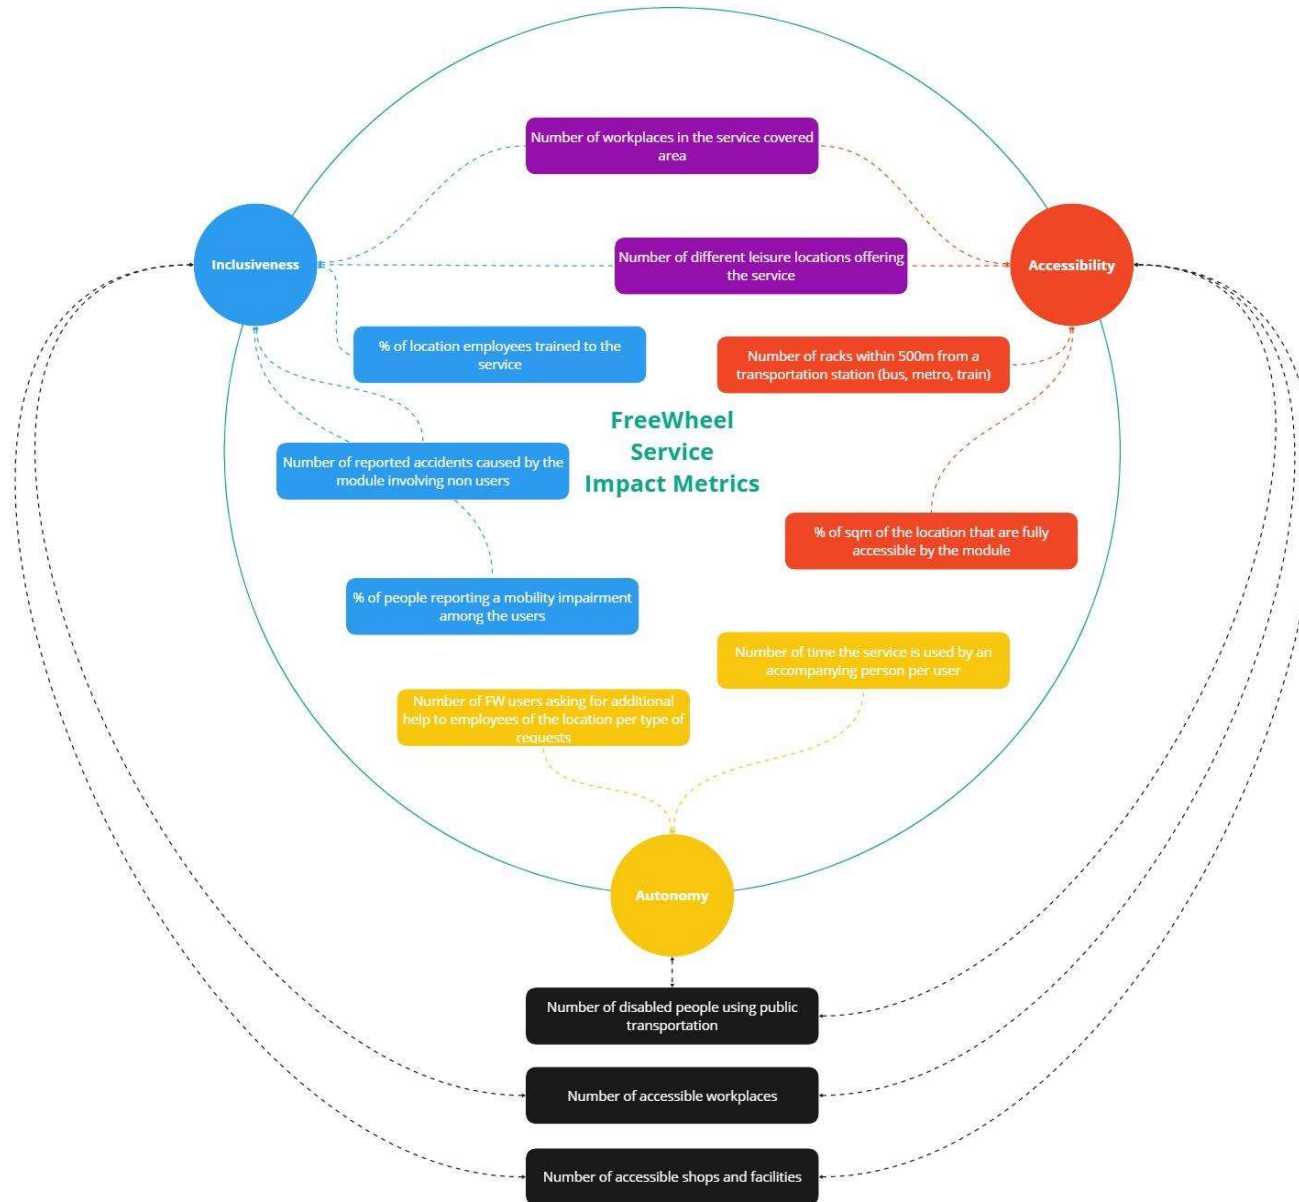 Number of workplaces in the service covered
area
Inclusiveness
Number of different leisure locations offering
the service
Accessibility
% of location employees trained to the
service
Number of racks within 500m from a
transportation station (bus, metro, train)
FreeWheel
Service
Impact Metrics
Number of reported accidents caused by the
module involving non users
% of sqm of the location that are fully
accessible by the module
% of people reporting a mobility impairment
among the users
Number of time the service is used by an
accompanying person per user
Number of FW users asking for additional
help to employees of the location per type of
requests
Autonomy
Number of disabled people using public
transportation
Number of accessible workplaces
Number of accessible shops and facilities